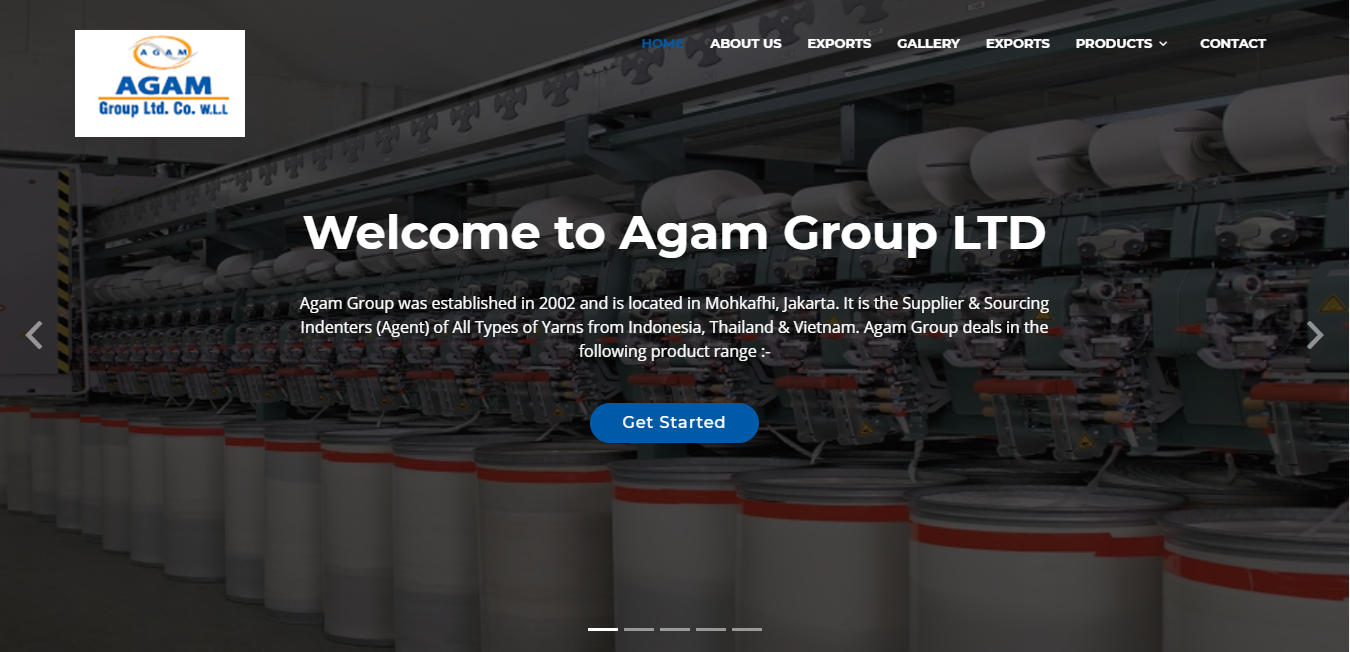 AGAM
AGAM
Group Ltd. Co. W.L.L
HOME ABOUT US EXPORTS GALLERY EXPORTS PRODUCTS CONTACT
Welcome to Agam Group LTD
Agam Group was established in 2002 and is located in Mohkafhi, Jakarta. It is the Supplier & Sourcing
Indenters (Agent) of All Types of Yarns from Indonesia, Thailand & Vietnam. Agam Group deals in the
following product range :-
Get Started